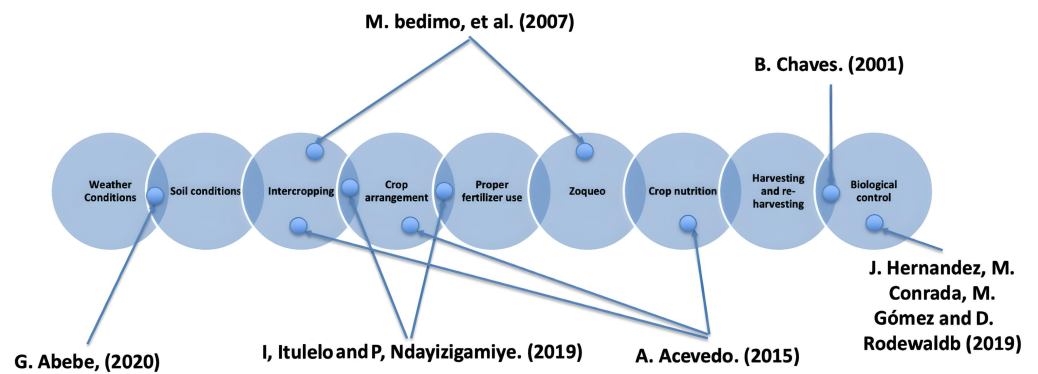 M. bedimo, et al. (2007)
B. Chaves. (2001)
Weather
Conditions
Soil conditions
Intercropping
Crop
arrangement
Proper
fertilizer use
Zoqueo
Crop nutrition
Harvesting
and re-
harvesting
Biological
control
G. Abebe, (2020)
I, Itulelo and P, Ndayizigamiye. (2019)
A. Acevedo. (2015)
J. Hernandez, M.
Conrada, M.
Gómez and D.
Rodewaldb (2019)